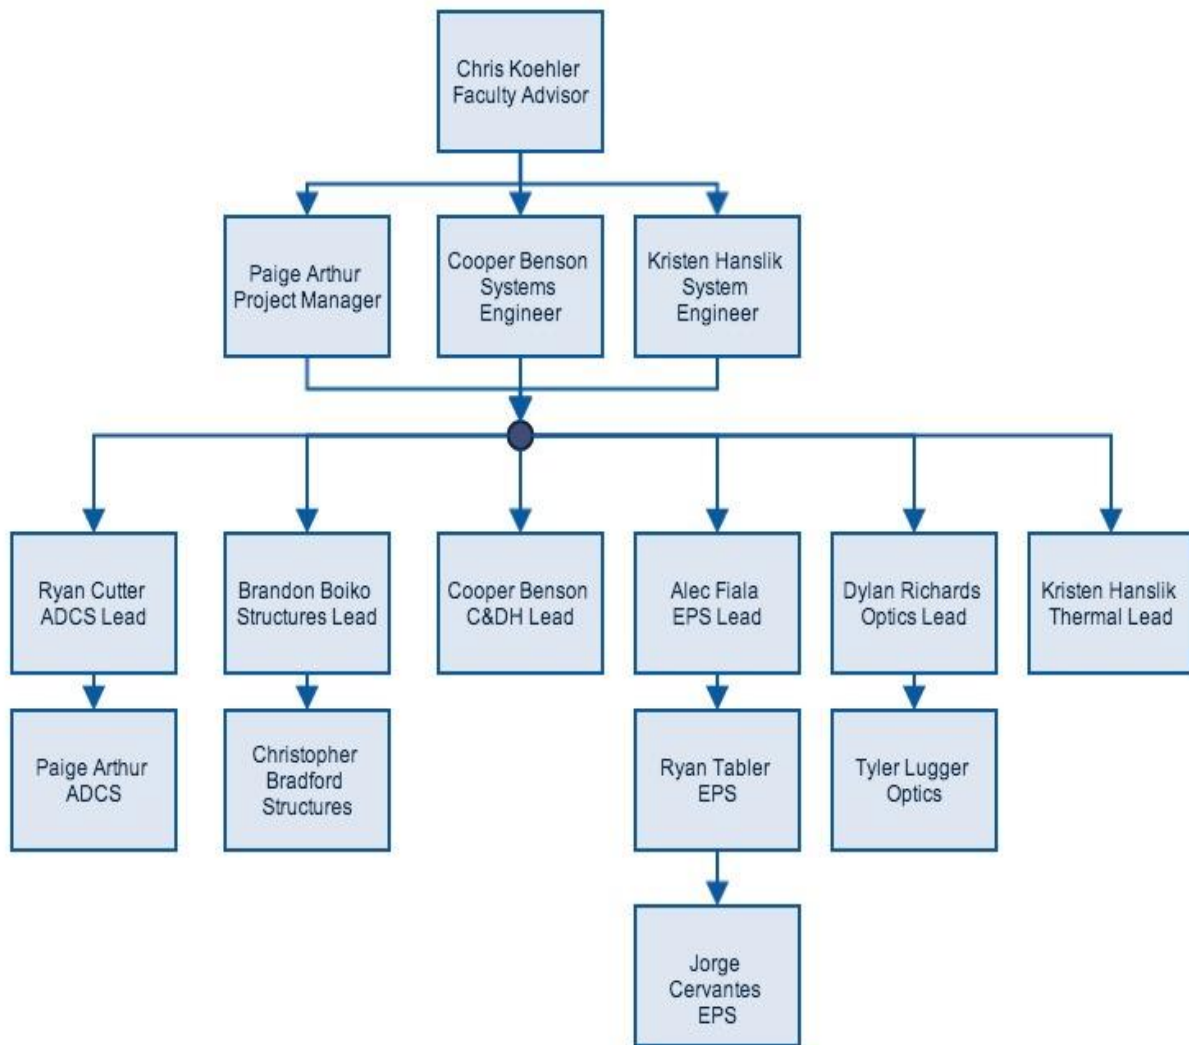 Chris Koehler
Faculty Advisor
Paige Arthur
Project Manager
Cooper Benson
Systems
Engineer
Kristen Hanslik
System
Engineer
Ryan Cutter
ADCS Lead
Brandon Boiko
Structures Lead
Cooper Benson
C&DH Lead
Alec Fiala
EPS Lead
Dylan Richards
Optics Lead
Kristen Hanslik
Thermal Lead
Paige Arthur
ADCS
Christopher
Bradford
Structures
Ryan Tabler
EPS
Tyler Lugger
Optics
Jorge
Cervantes
EPS